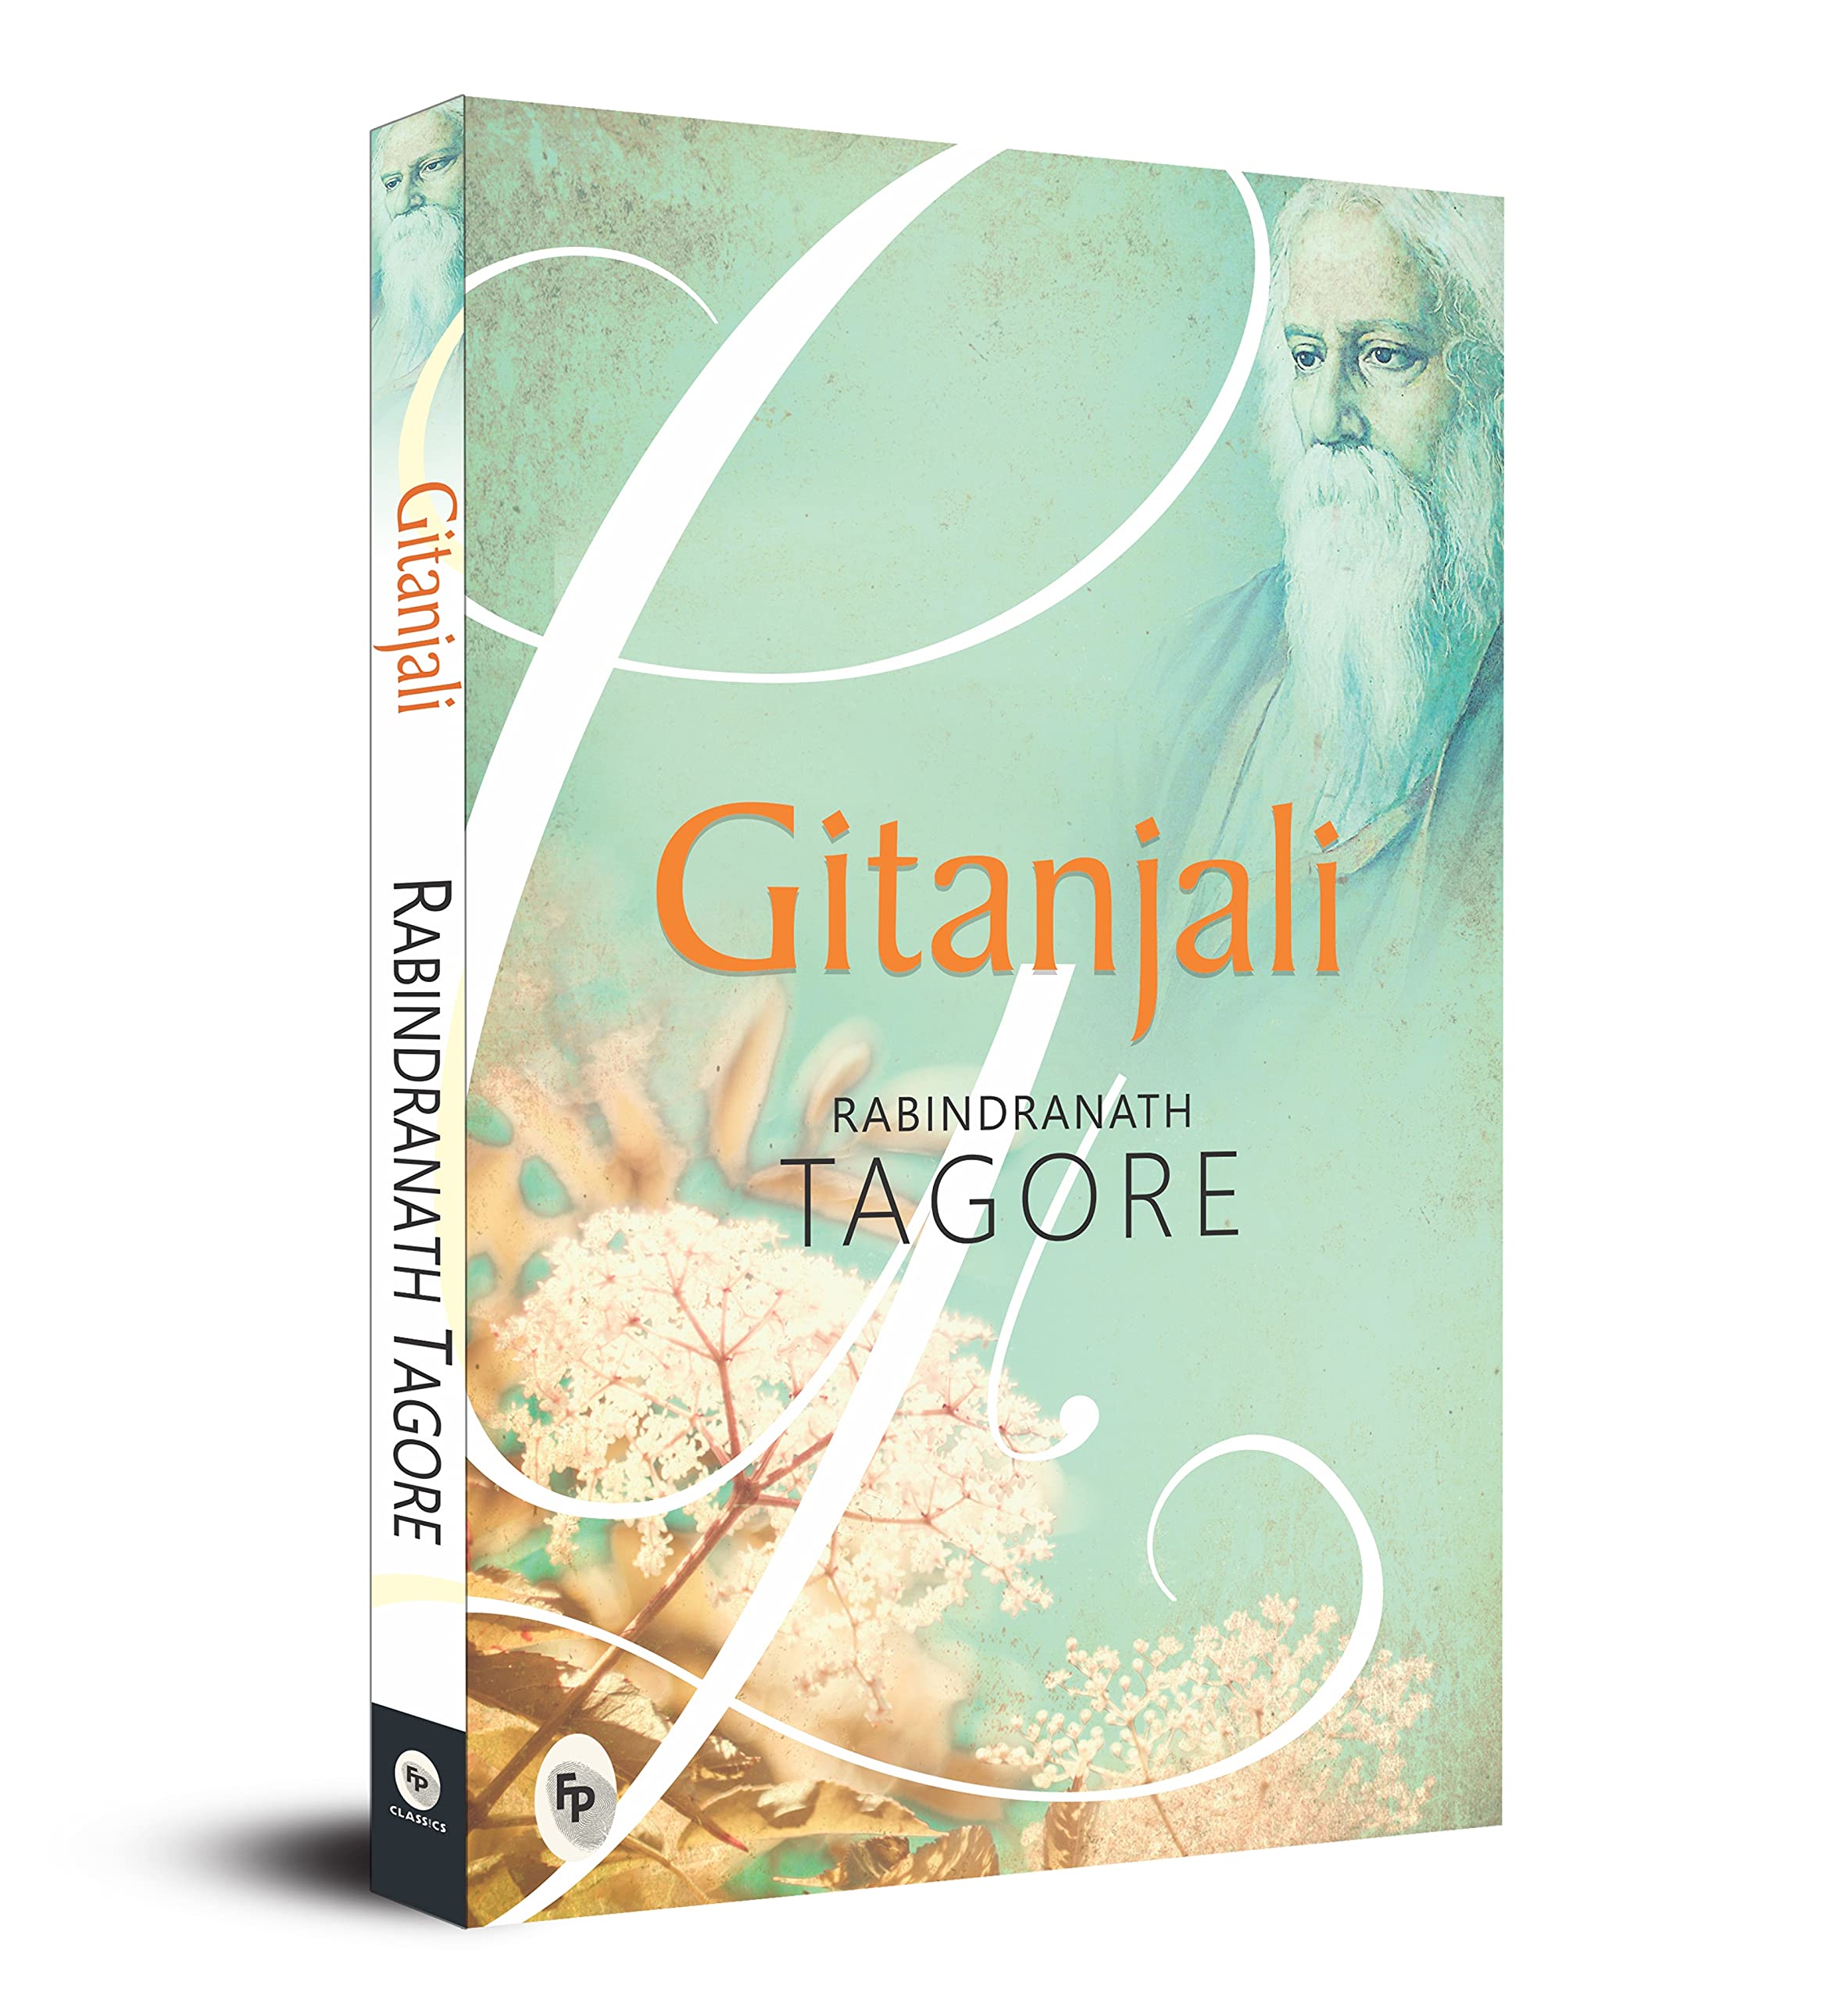 Gitanjali
RABINDRANATH
TAGORE
FP
Gitanjali
RABINDRANATH TAGORE
FP
CLASSICS